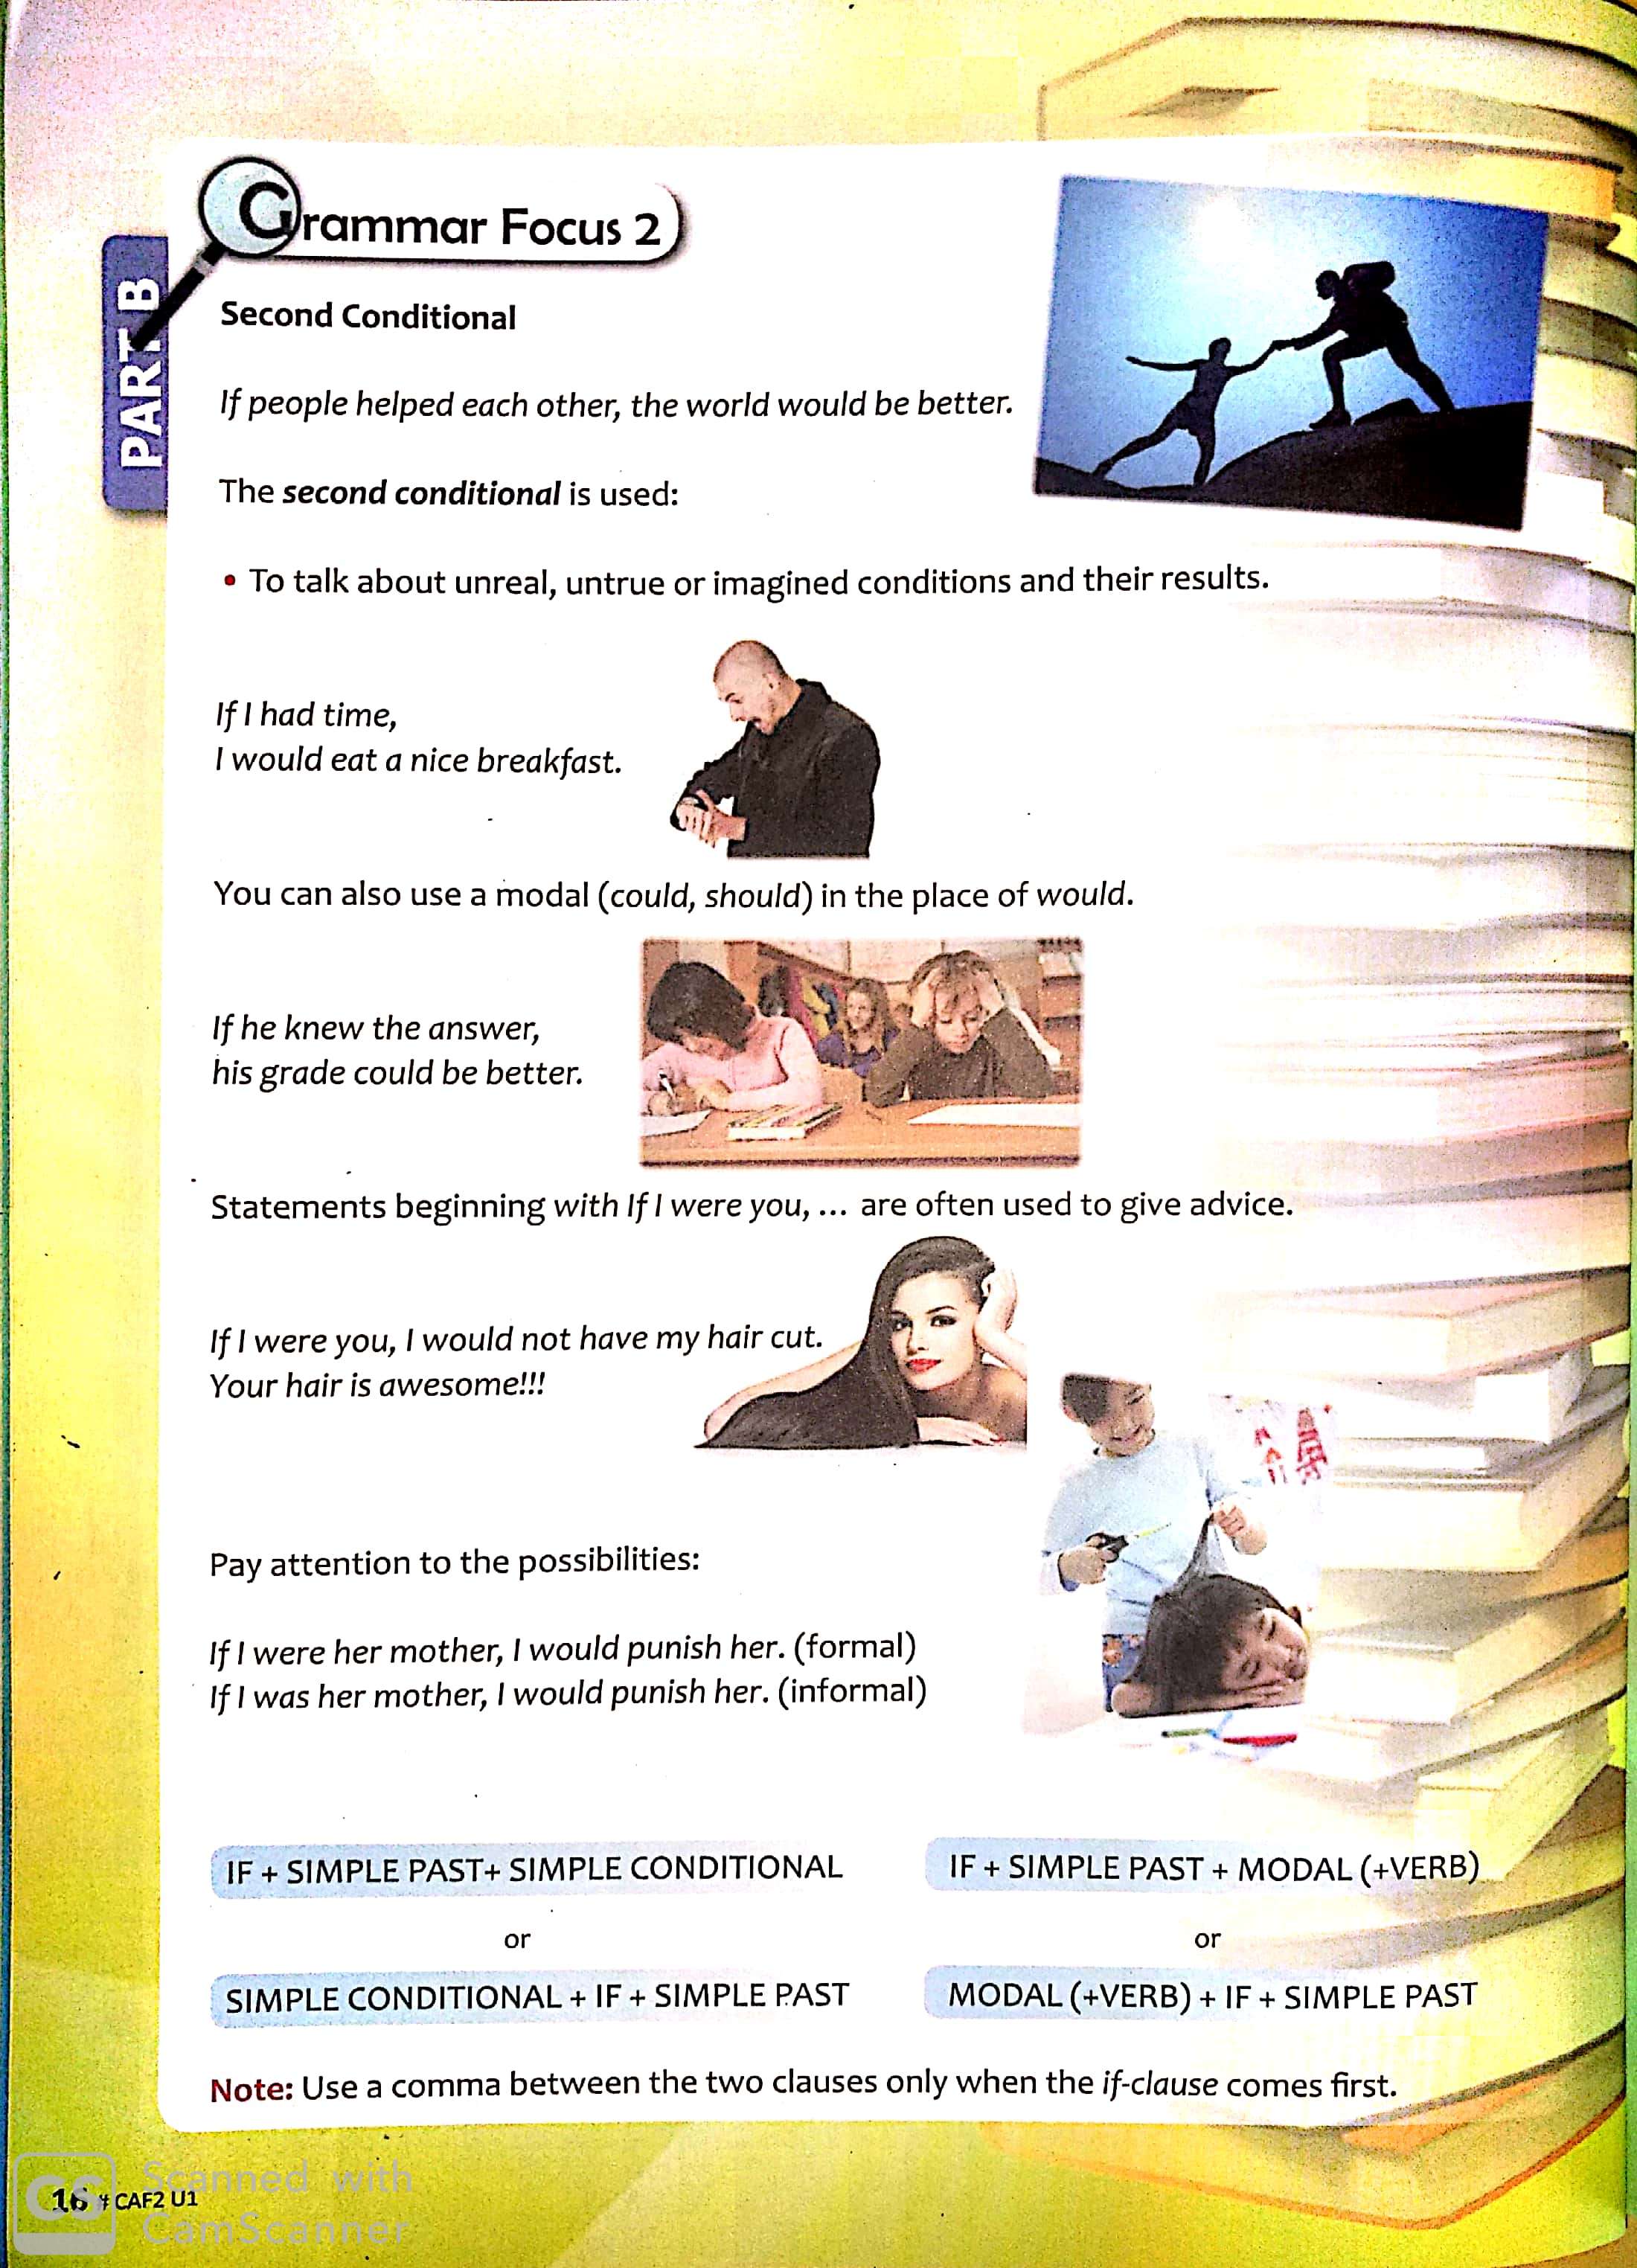 Grammar Focus 2
PART B
Second Conditional
If people helped each other, the world would be better.
The second conditional is used:
• To talk about unreal, untrue or imagined conditions and their results.
If I had time,
I would eat a nice breakfast.
You can also use a modal (could, should) in the place of would.
If he knew the answer,
his grade could be better.
Statements beginning with If I were you, ... are often used to give advice.
If I were you, I would not have my hair cut.
Your hair is awesome!!!
Pay attention to the possibilities:
If I were her mother, I would punish her. (formal)
If I was her mother, I would punish her. (informal)
IF + SIMPLE PAST+ SIMPLE CONDITIONAL
or
SIMPLE CONDITIONAL + IF + SIMPLE PAST
IF + SIMPLE PAST + MODAL (+VERB)
or
MODAL (+VERB) + IF + SIMPLE PAST
Note: Use a comma between the two clauses only when the if-clause comes first.
16 # CAF2 U1
CS Scanned with
CamScanner